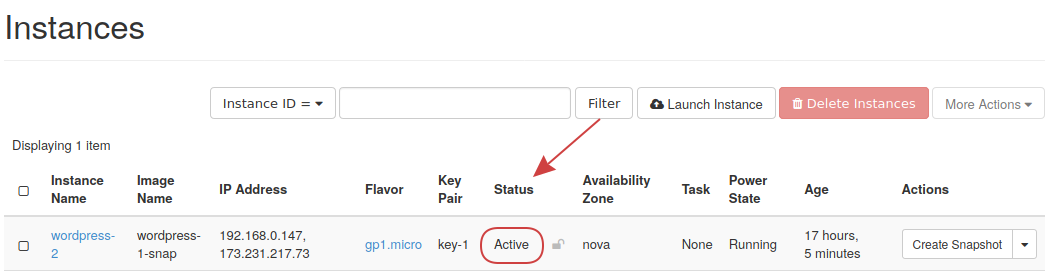 Instances
Instance ID = Filter Launch Instance Delete Instances More Actions
Displaying 1 item
Instance Name Image Name IP Address Flavor Key Pair Status Availability Zone Task Power State Age Actions
wordpress-2 wordpress-1-snap 192.168.0.147, 173.231.217.73 gp1.micro key-1 Active nova None Running 17 hours, 5 minutes Create Snapshot